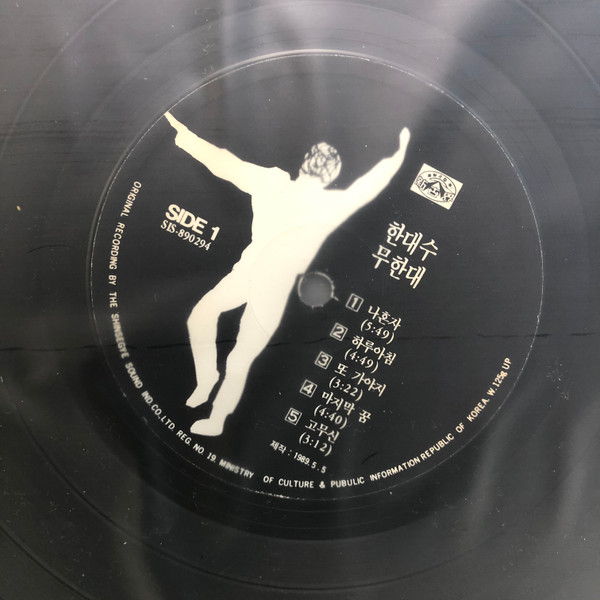 SIDE 1
SIS-890294
한대수
무한대
1 나혼자
(5:49)
2 하루아침
(4:49)
3 또 가야지
(3:22)
4 마지막 꿈
(4:40)
5 고무신
(3:12)
제작 : 1989. 5. 5
ORIGINAL RECORDING BY THE SHINSEGYE SOUND IND.CO.,LTD. REG. NO. 19. MINISTRY OF CULTURE & PUBULIC INFORMATION REPUBLIC OF KOREA. W. 12% UP